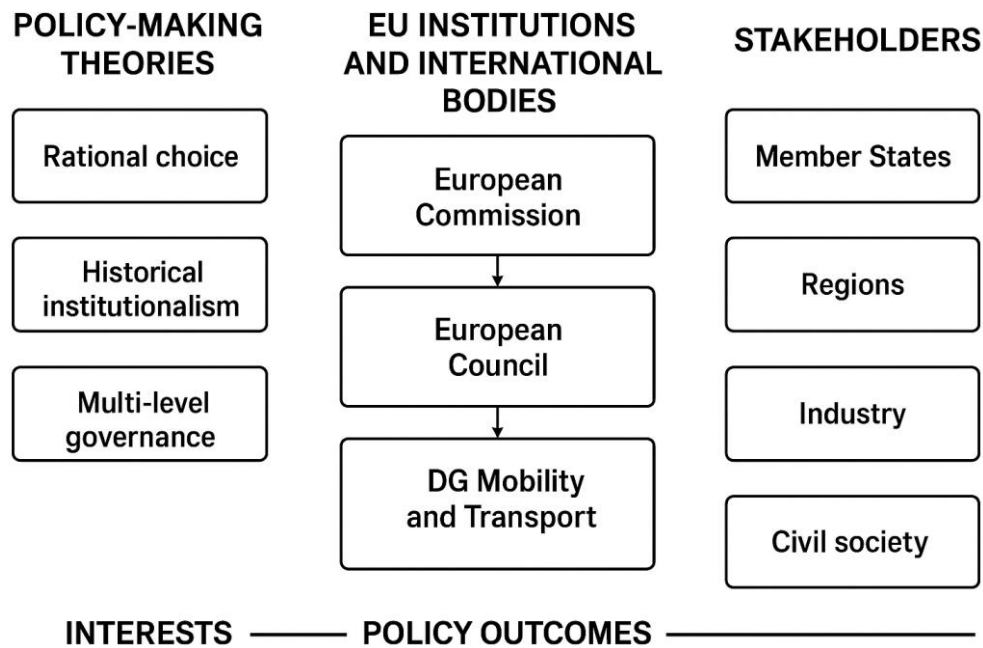 POLICY-MAKING
THEORIES
Rational choice
Historical
institutionalism
Multi-level
governance
EU INSTITUTIONS
AND INTERNATIONAL
BODIES
European
Commission
European
Council
DG Mobility
and Transport
STAKEHOLDERS
Member States
Regions
Industry
Civil society
INTERESTS
POLICY OUTCOMES